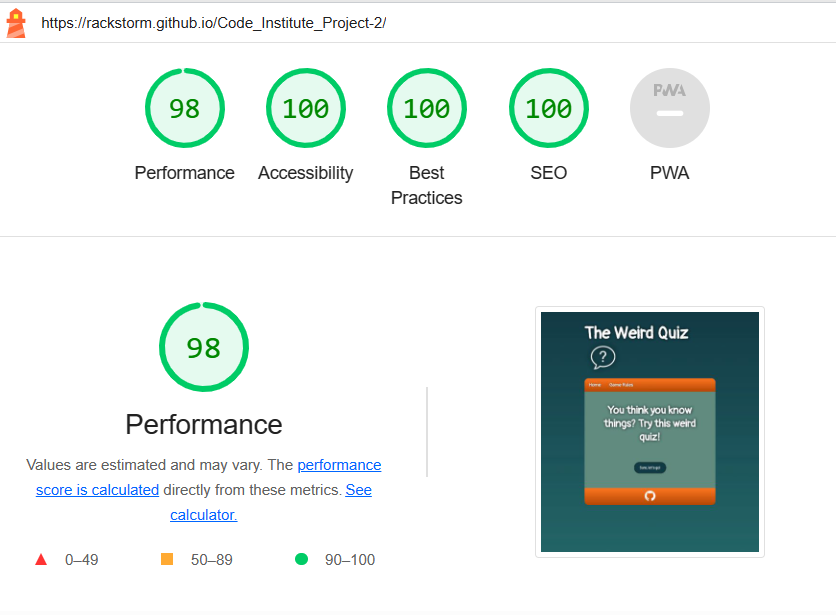 https://rackstorm.github.io/Code_Institute_Project-2/
98
100
100
100
PWA
Performance
Accessibility
Best
Practices
SEO
PWA
98
Performance
Values are estimated and may vary. The performance
score is calculated directly from these metrics. See
calculator.
0–49
50–89
90–100
The Weird Quiz
?
Home Game Rules
You think you know
things? Try this weird
quiz!